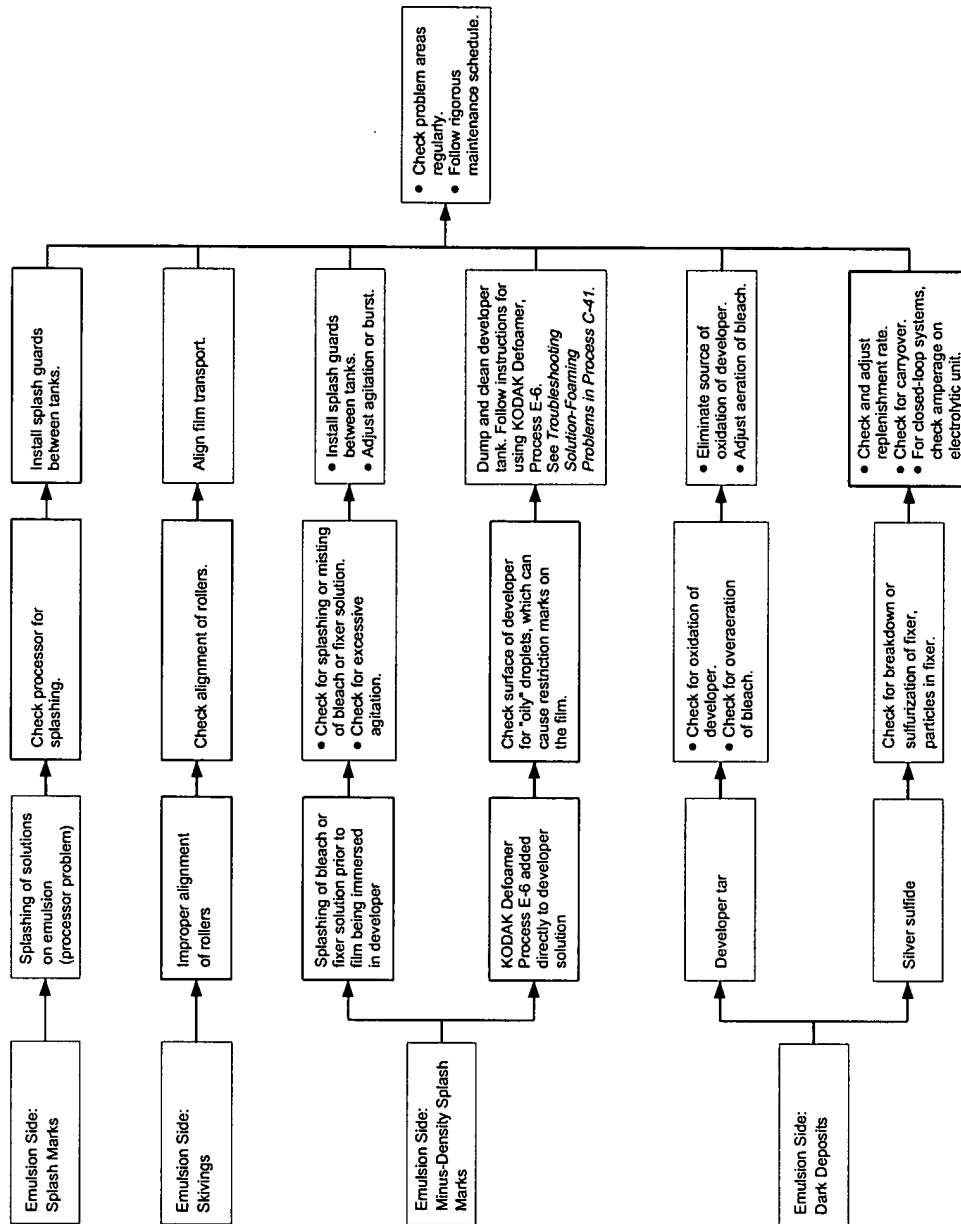 Emulsion Side:
Splash Marks
Splashing of solutions
on emulsion
(processor problem)
Check processor for
splashing.
Install splash guards
between tanks.
Emulsion Side:
Skivings
Improper alignment
of rollers
Check alignment of rollers.
Align film transport.
Emulsion Side:
Minus-Density Splash
Marks
Splashing of bleach or
fixer solution prior to
film being immersed
in developer
• Check for splashing or misting
of bleach or fixer solution.
• Check for excessive
agitation.
• Install splash guards
between tanks.
• Adjust agitation or burst.
KODAK Defoamer
Process E-6 added
directly to developer
solution
Check surface of developer
for "oily" droplets, which can
cause restriction marks on
the film.
Dump and clean developer
tank. Follow instructions for
using KODAK Defoamer,
Process E-6.
See Troubleshooting
Solution-Foaming
Problems in Process C-41.
Emulsion Side:
Dark Deposits
Developer tar
• Check for oxidation of
developer.
• Check for overaeration
of bleach.
• Eliminate source of
oxidation of developer.
• Adjust aeration of bleach.
Silver sulfide
Check for breakdown or
sulfurization of fixer,
particles in fixer.
• Check and adjust
replenishment rate.
• Check for carryover.
• For closed-loop systems,
check amperage on
electrolytic unit.
• Check problem areas
regularly.
• Follow rigorous
maintenance schedule.